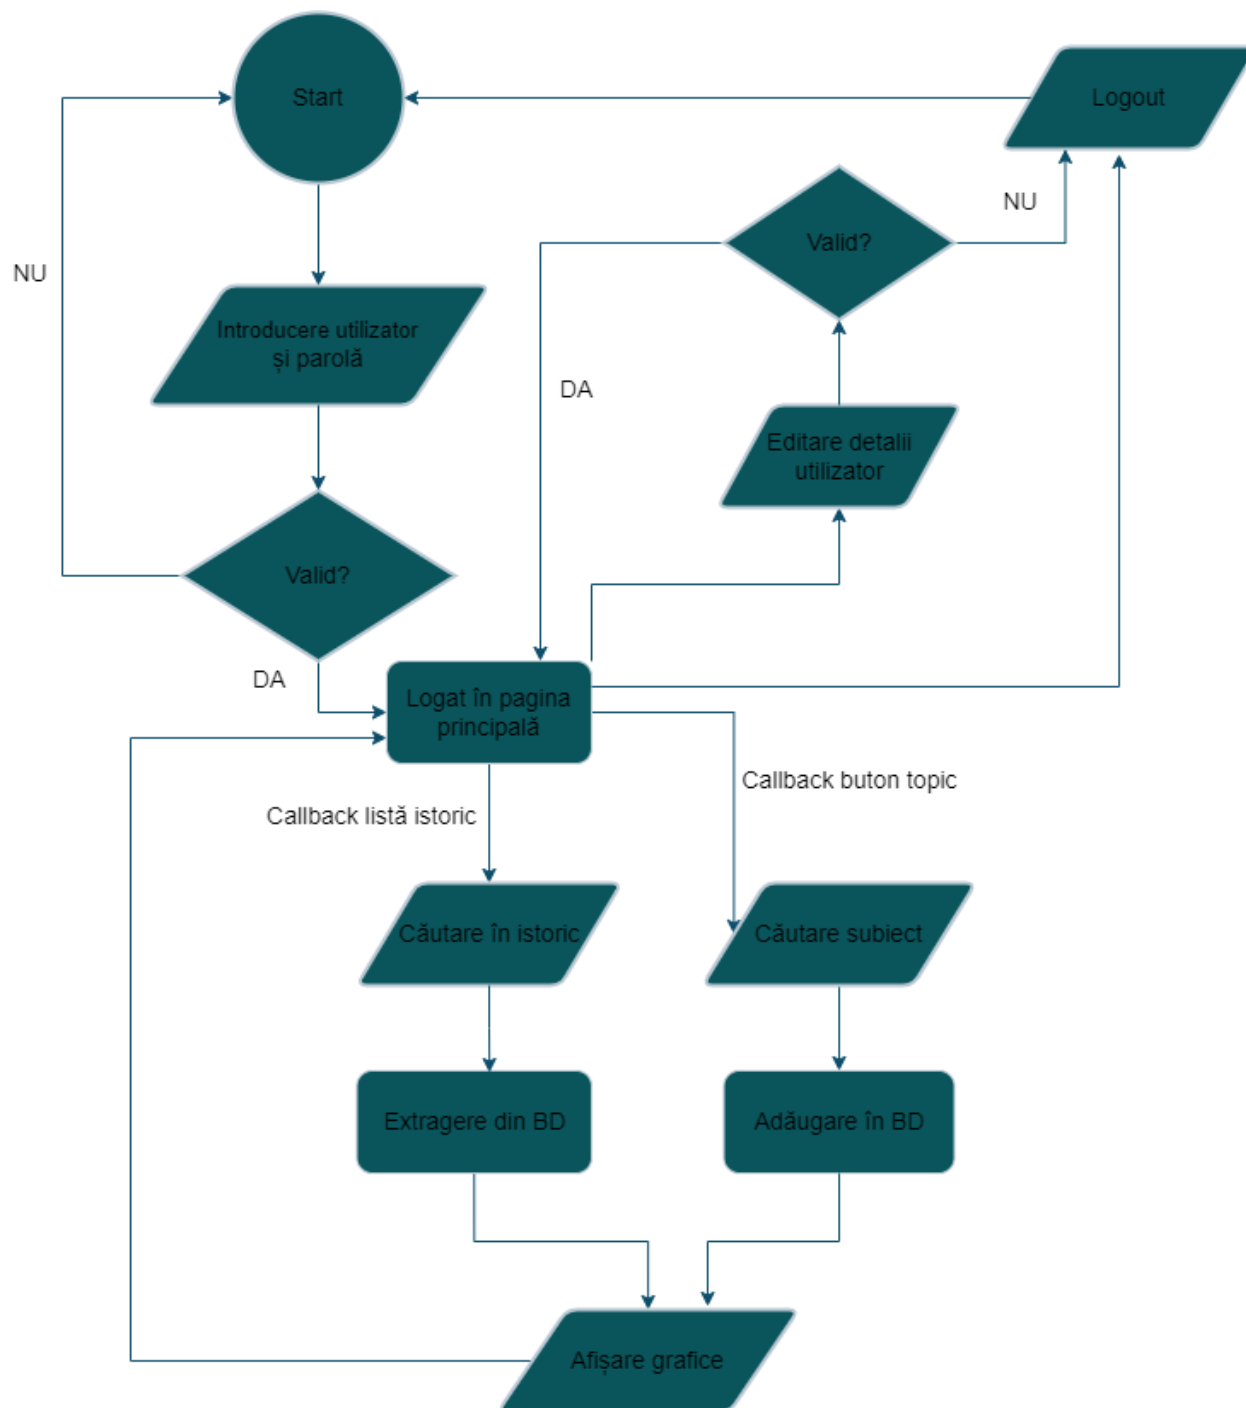 Start
Logout
NU
Valid?
NU
Introducere utilizator
și parolă
DA
Editare detalii
utilizator
Valid?
DA
Logat în pagina
principală
Callback buton topic
Callback listă istoric
Căutare în istoric
Căutare subiect
Extragere din BD
Adăugare în BD
Afișare grafice